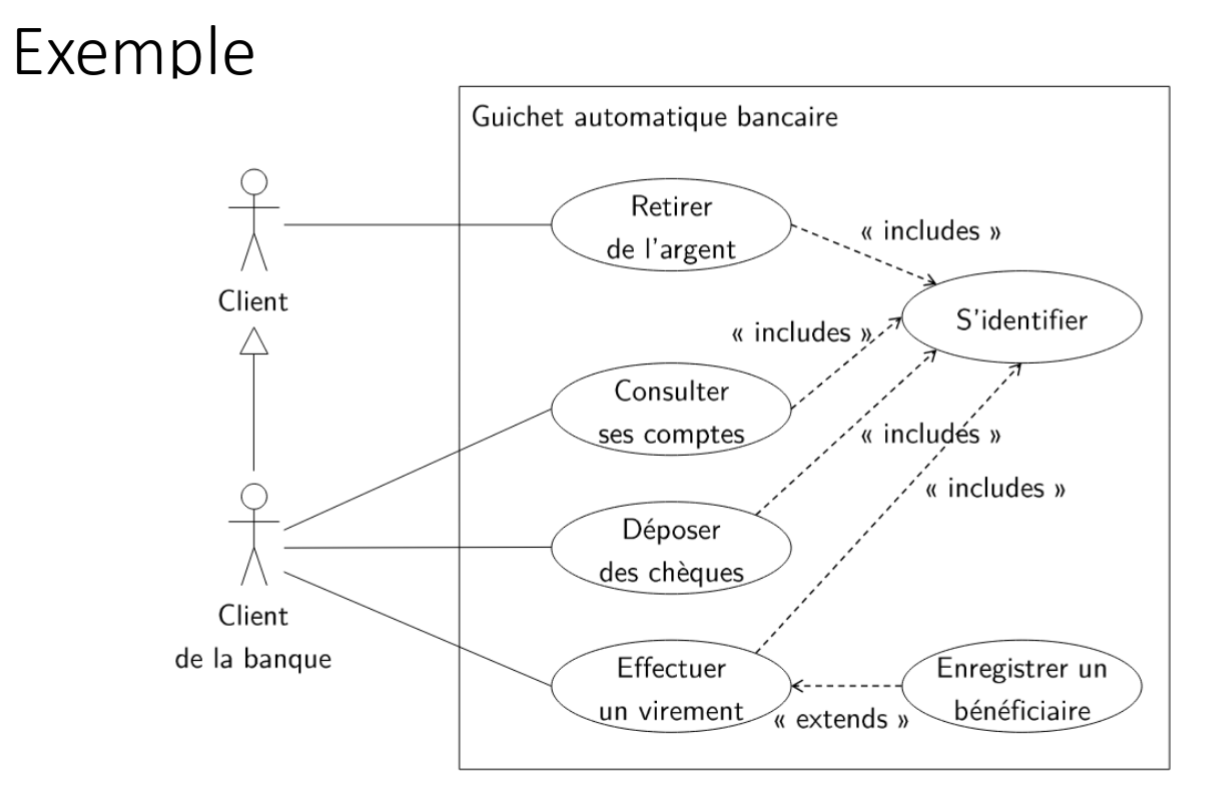 Exemple
Guichet automatique bancaire
Retirer
de l'argent
« includes »
Client
S'identifier
« includes »
Consulter
ses comptes
« includes »
« includes »
Déposer
des chèques
Client
de la banque
Effectuer
un virement
Enregistrer un
bénéficiaire
« extends »